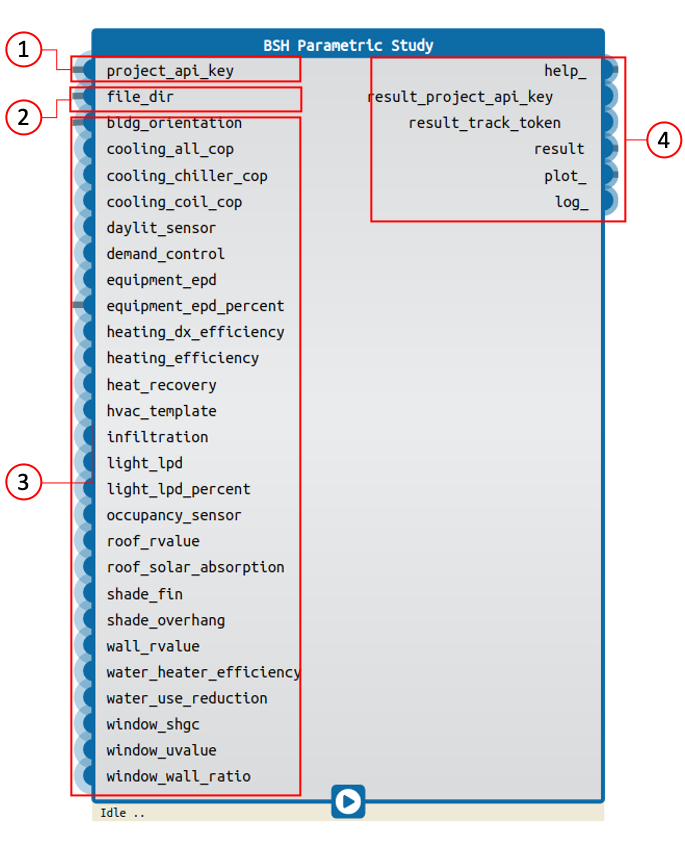 BSH Parametric Study
1
project_api_key
help_
2
file_dir
result_project_api_key
bldg_orientation
result_track_token
4
cooling_all_cop
result
cooling_chiller_cop
plot_
cooling_coil_cop
log_
daylit_sensor
demand_control
equipment_epd
equipment_epd_percent
heating_dx_efficiency
heating_efficiency
heat_recovery
hvac_template
infiltration
light_lpd
3
light_lpd_percent
occupancy_sensor
roof_rvalue
roof_solar_absorption
shade_fin
shade_overhang
wall_rvalue
water_heater_efficiency
water_use_reduction
window_shgc
window_uvalue
window_wall_ratio
Idle ..